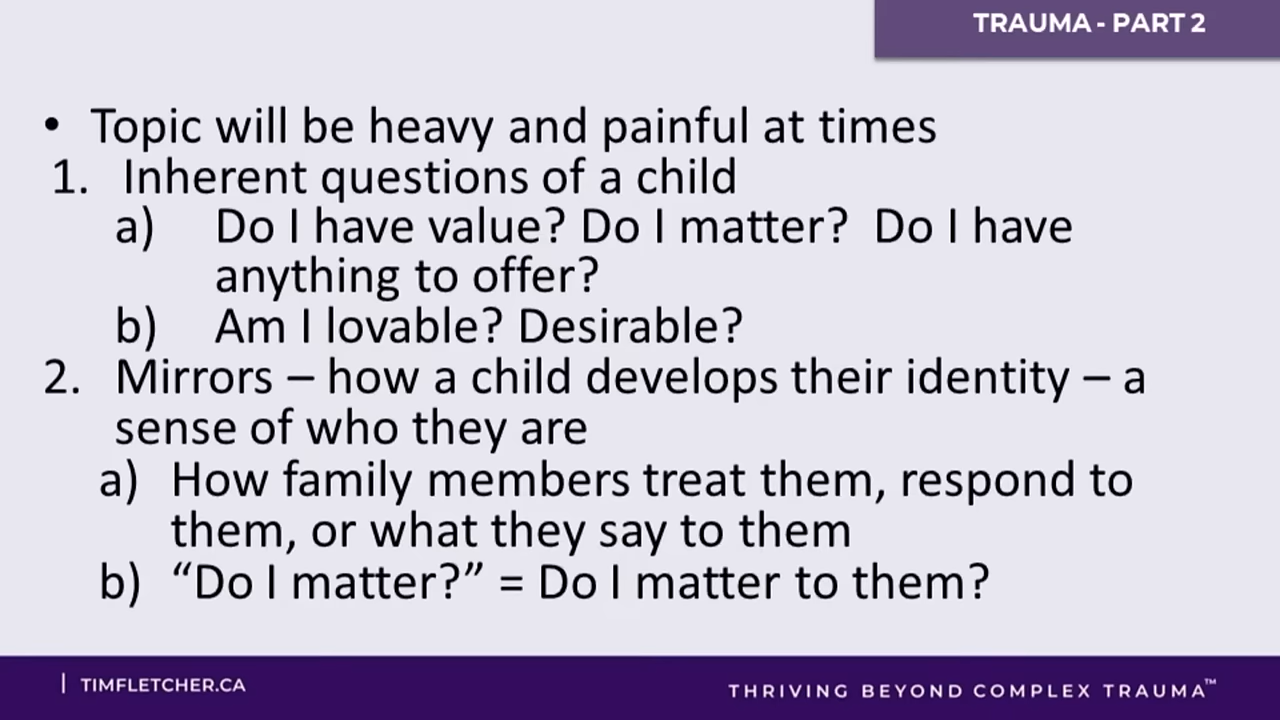 TRAUMA - PART 2
• Topic will be heavy and painful at times
1. Inherent questions of a child
a) Do I have value? Do I matter? Do I have
anything to offer?
b) Am I lovable? Desirable?
2. Mirrors – how a child develops their identity – a
sense of who they are
a) How family members treat them, respond to
them, or what they say to them
b) “Do I matter?” = Do I matter to them?
| TIMFLETCHER.CA
THRIVING BEYOND COMPLEX TRAUMA™